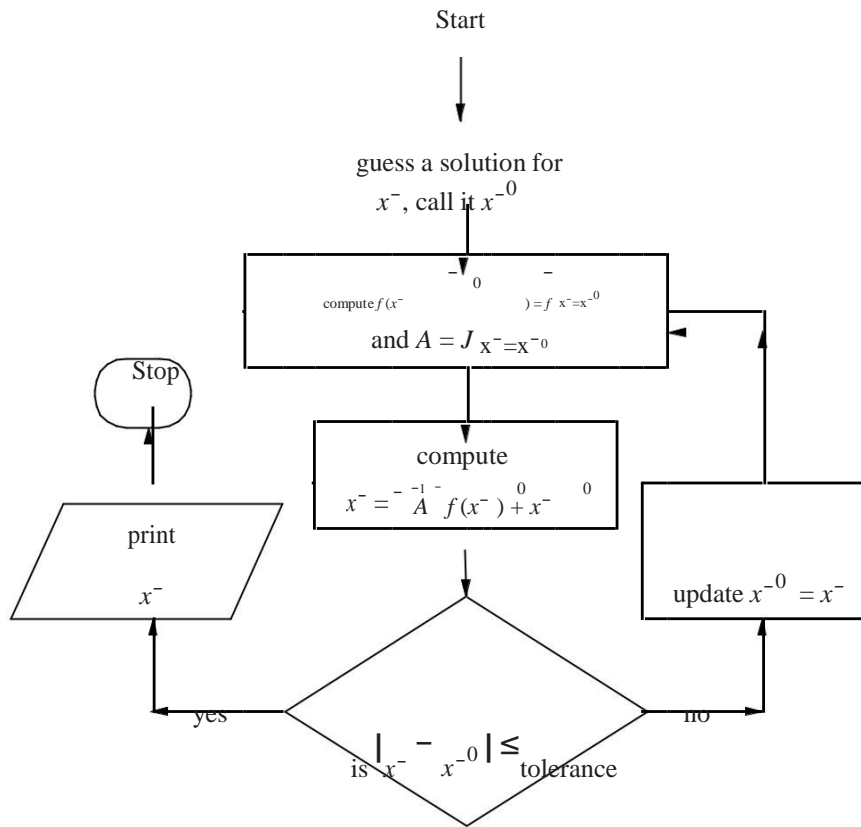 Start
guess a solution for
x⁻, call it x⁻⁰
compute f(x⁻⁰) = f̄ x⁻=x⁻⁰
and A = J x⁻=x⁻⁰
Stop
compute
x⁻ = − A⁻¹ f̄(x⁻⁰) + x⁻⁰
print
x⁻
update x⁻⁰ = x⁻
yes
no
is |x⁻ − x⁻⁰| ≤ tolerance